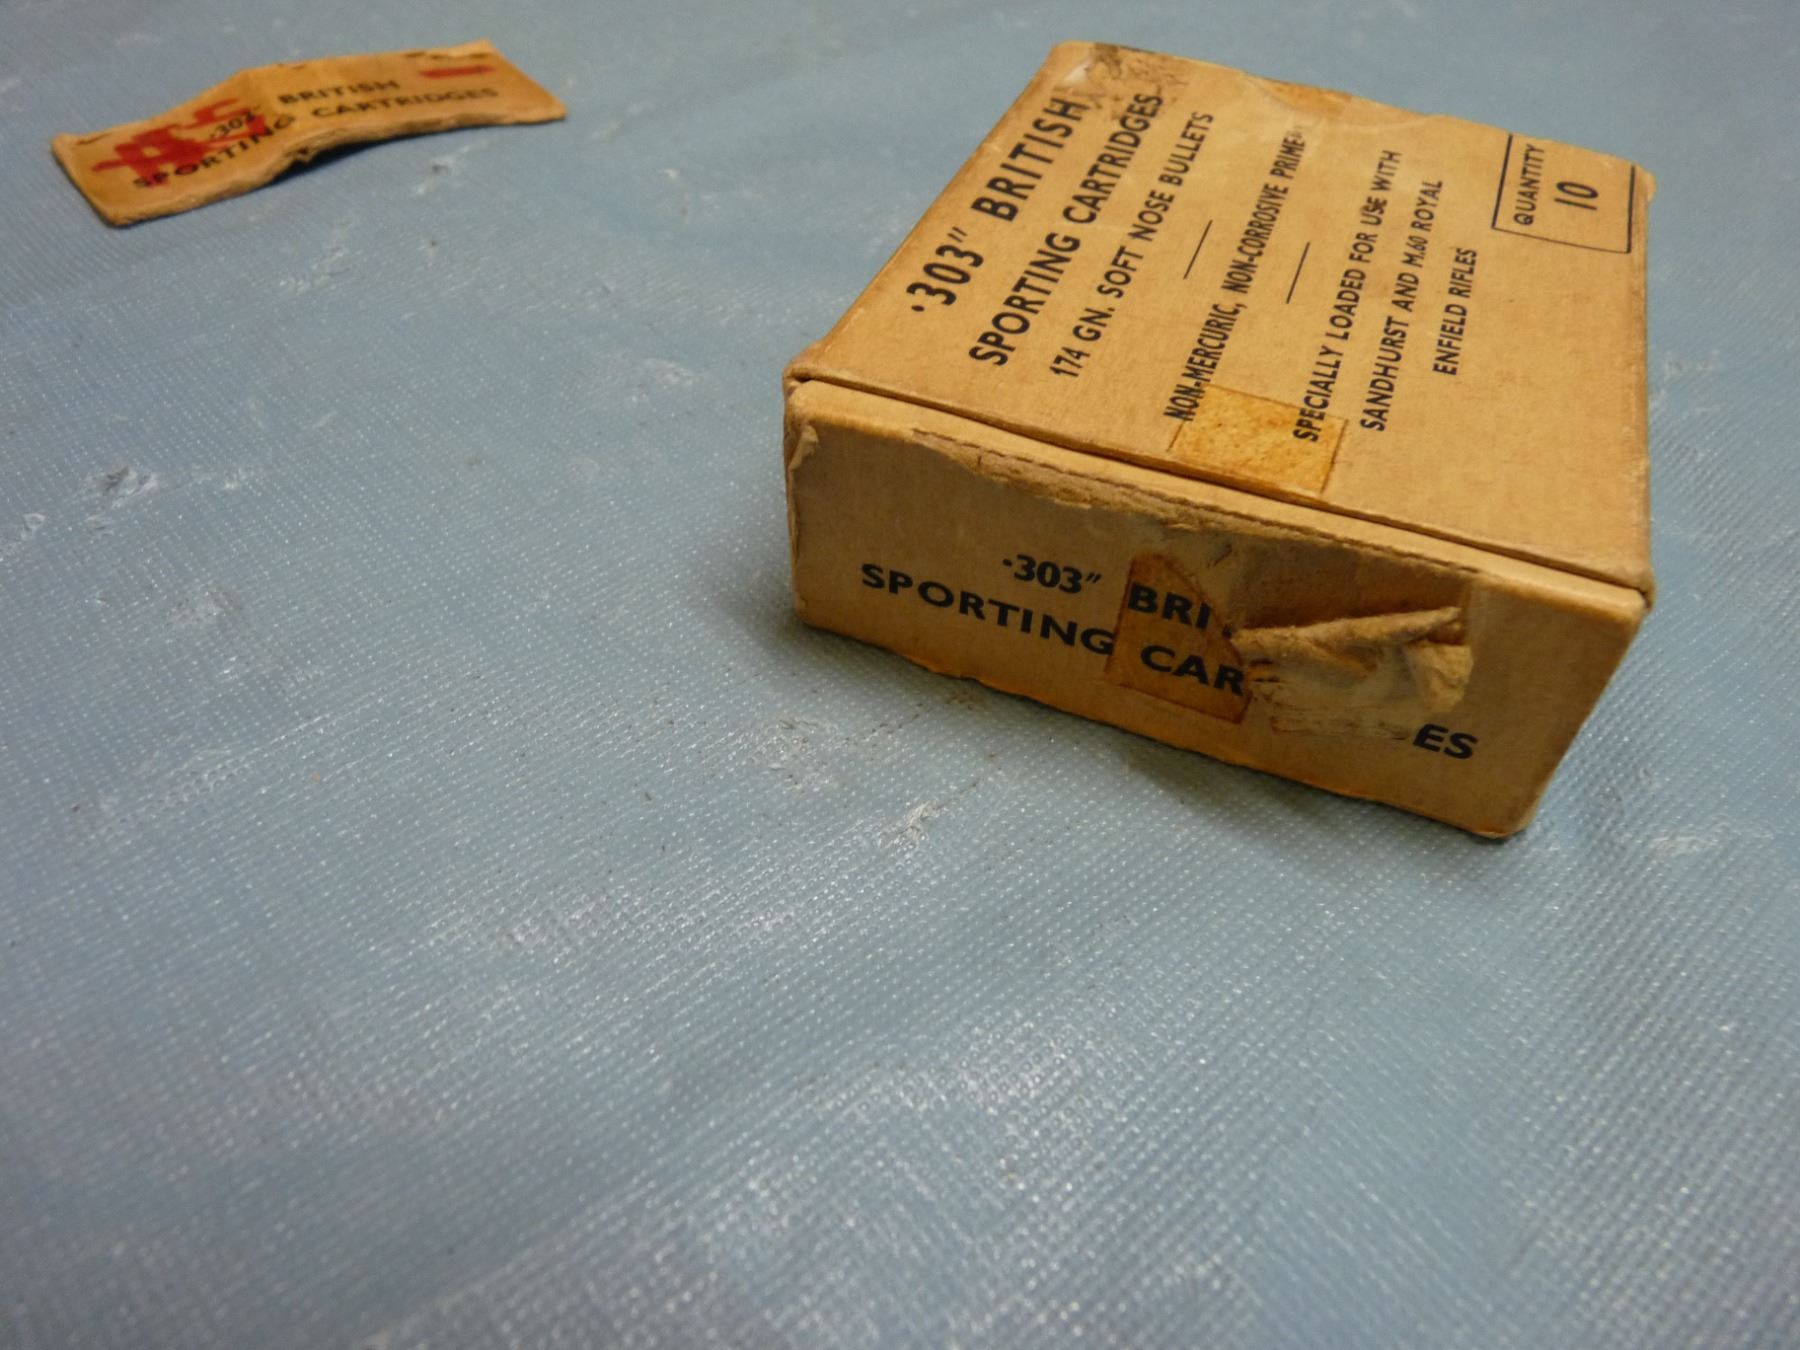 .303" BRITISH
SPORTING CARTRIDGES
·303" BRITISH
SPORTING CARTRIDGES
174 GN. SOFT NOSE BULLETS
NON-MERCURIC, NON-CORROSIVE PRIMER
SPECIALLY LOADED FOR USE WITH
SANDHURST AND M.60 ROYAL
ENFIELD RIFLES
QUANTITY
10
·303" BRI
SPORTING CAR ES